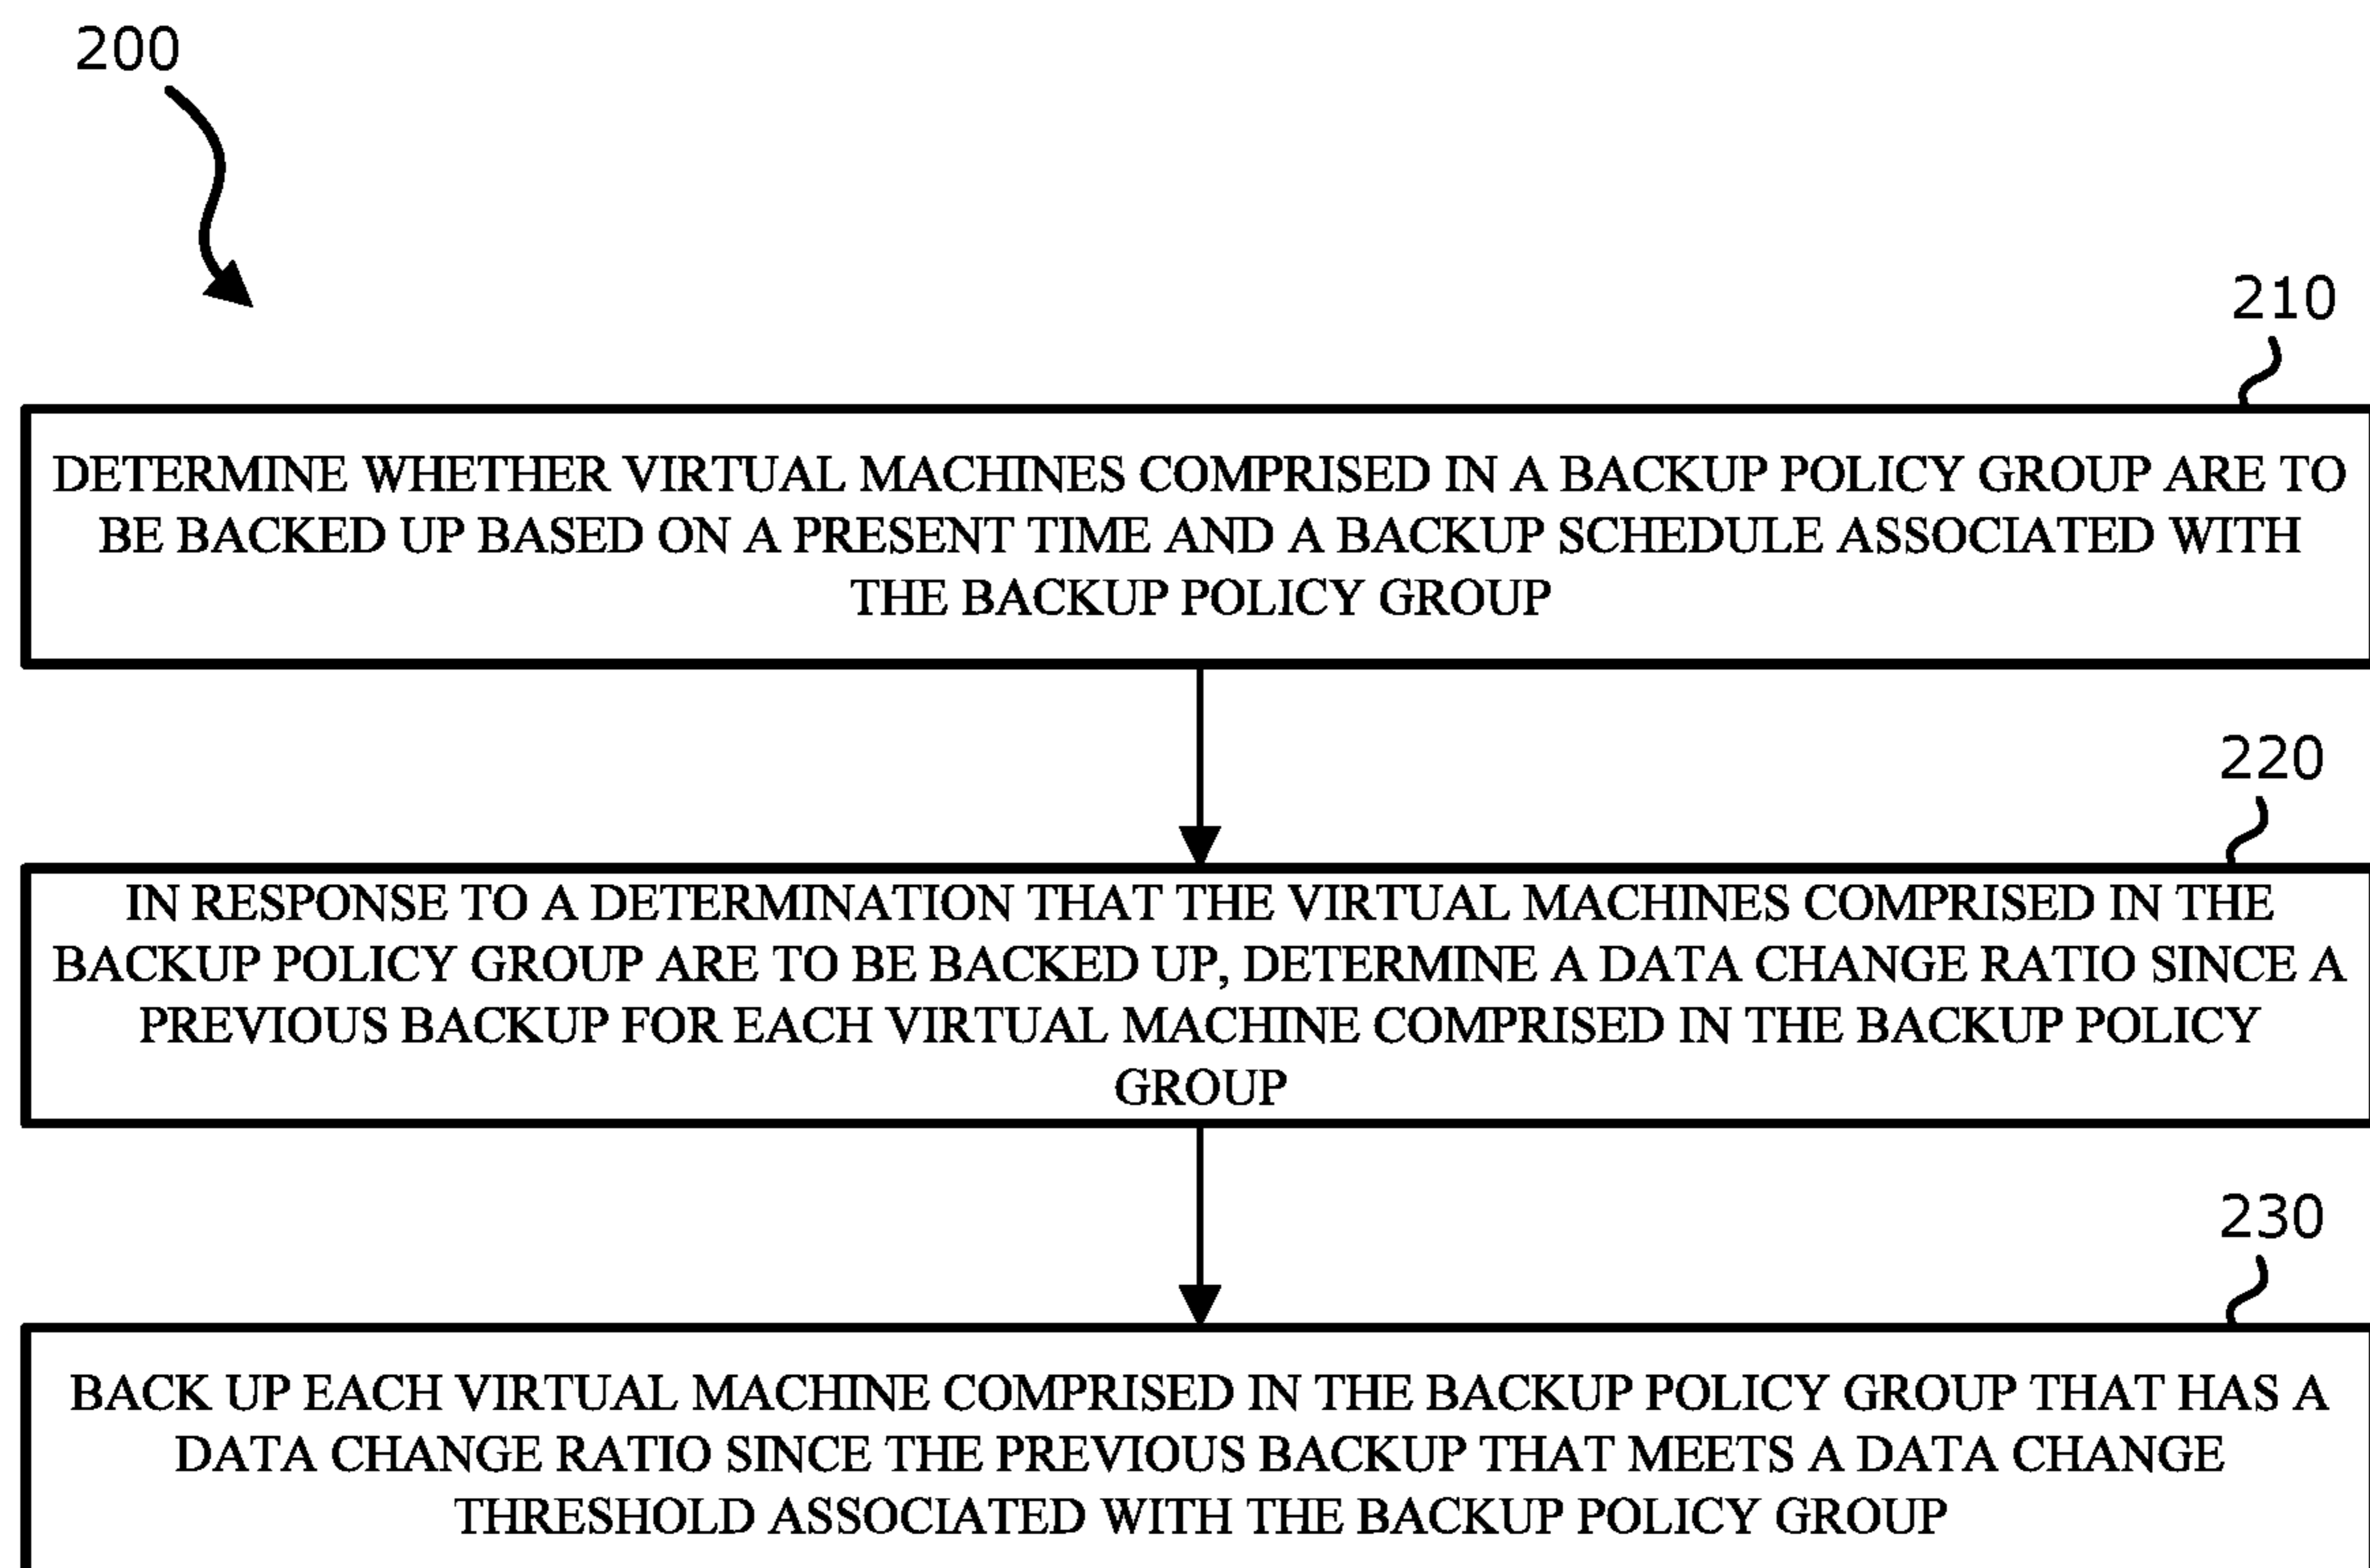 200
210
DETERMINE WHETHER VIRTUAL MACHINES COMPRISED IN A BACKUP POLICY GROUP ARE TO
BE BACKED UP BASED ON A PRESENT TIME AND A BACKUP SCHEDULE ASSOCIATED WITH
THE BACKUP POLICY GROUP
220
IN RESPONSE TO A DETERMINATION THAT THE VIRTUAL MACHINES COMPRISED IN THE
BACKUP POLICY GROUP ARE TO BE BACKED UP, DETERMINE A DATA CHANGE RATIO SINCE A
PREVIOUS BACKUP FOR EACH VIRTUAL MACHINE COMPRISED IN THE BACKUP POLICY
GROUP
230
BACK UP EACH VIRTUAL MACHINE COMPRISED IN THE BACKUP POLICY GROUP THAT HAS A
DATA CHANGE RATIO SINCE THE PREVIOUS BACKUP THAT MEETS A DATA CHANGE
THRESHOLD ASSOCIATED WITH THE BACKUP POLICY GROUP